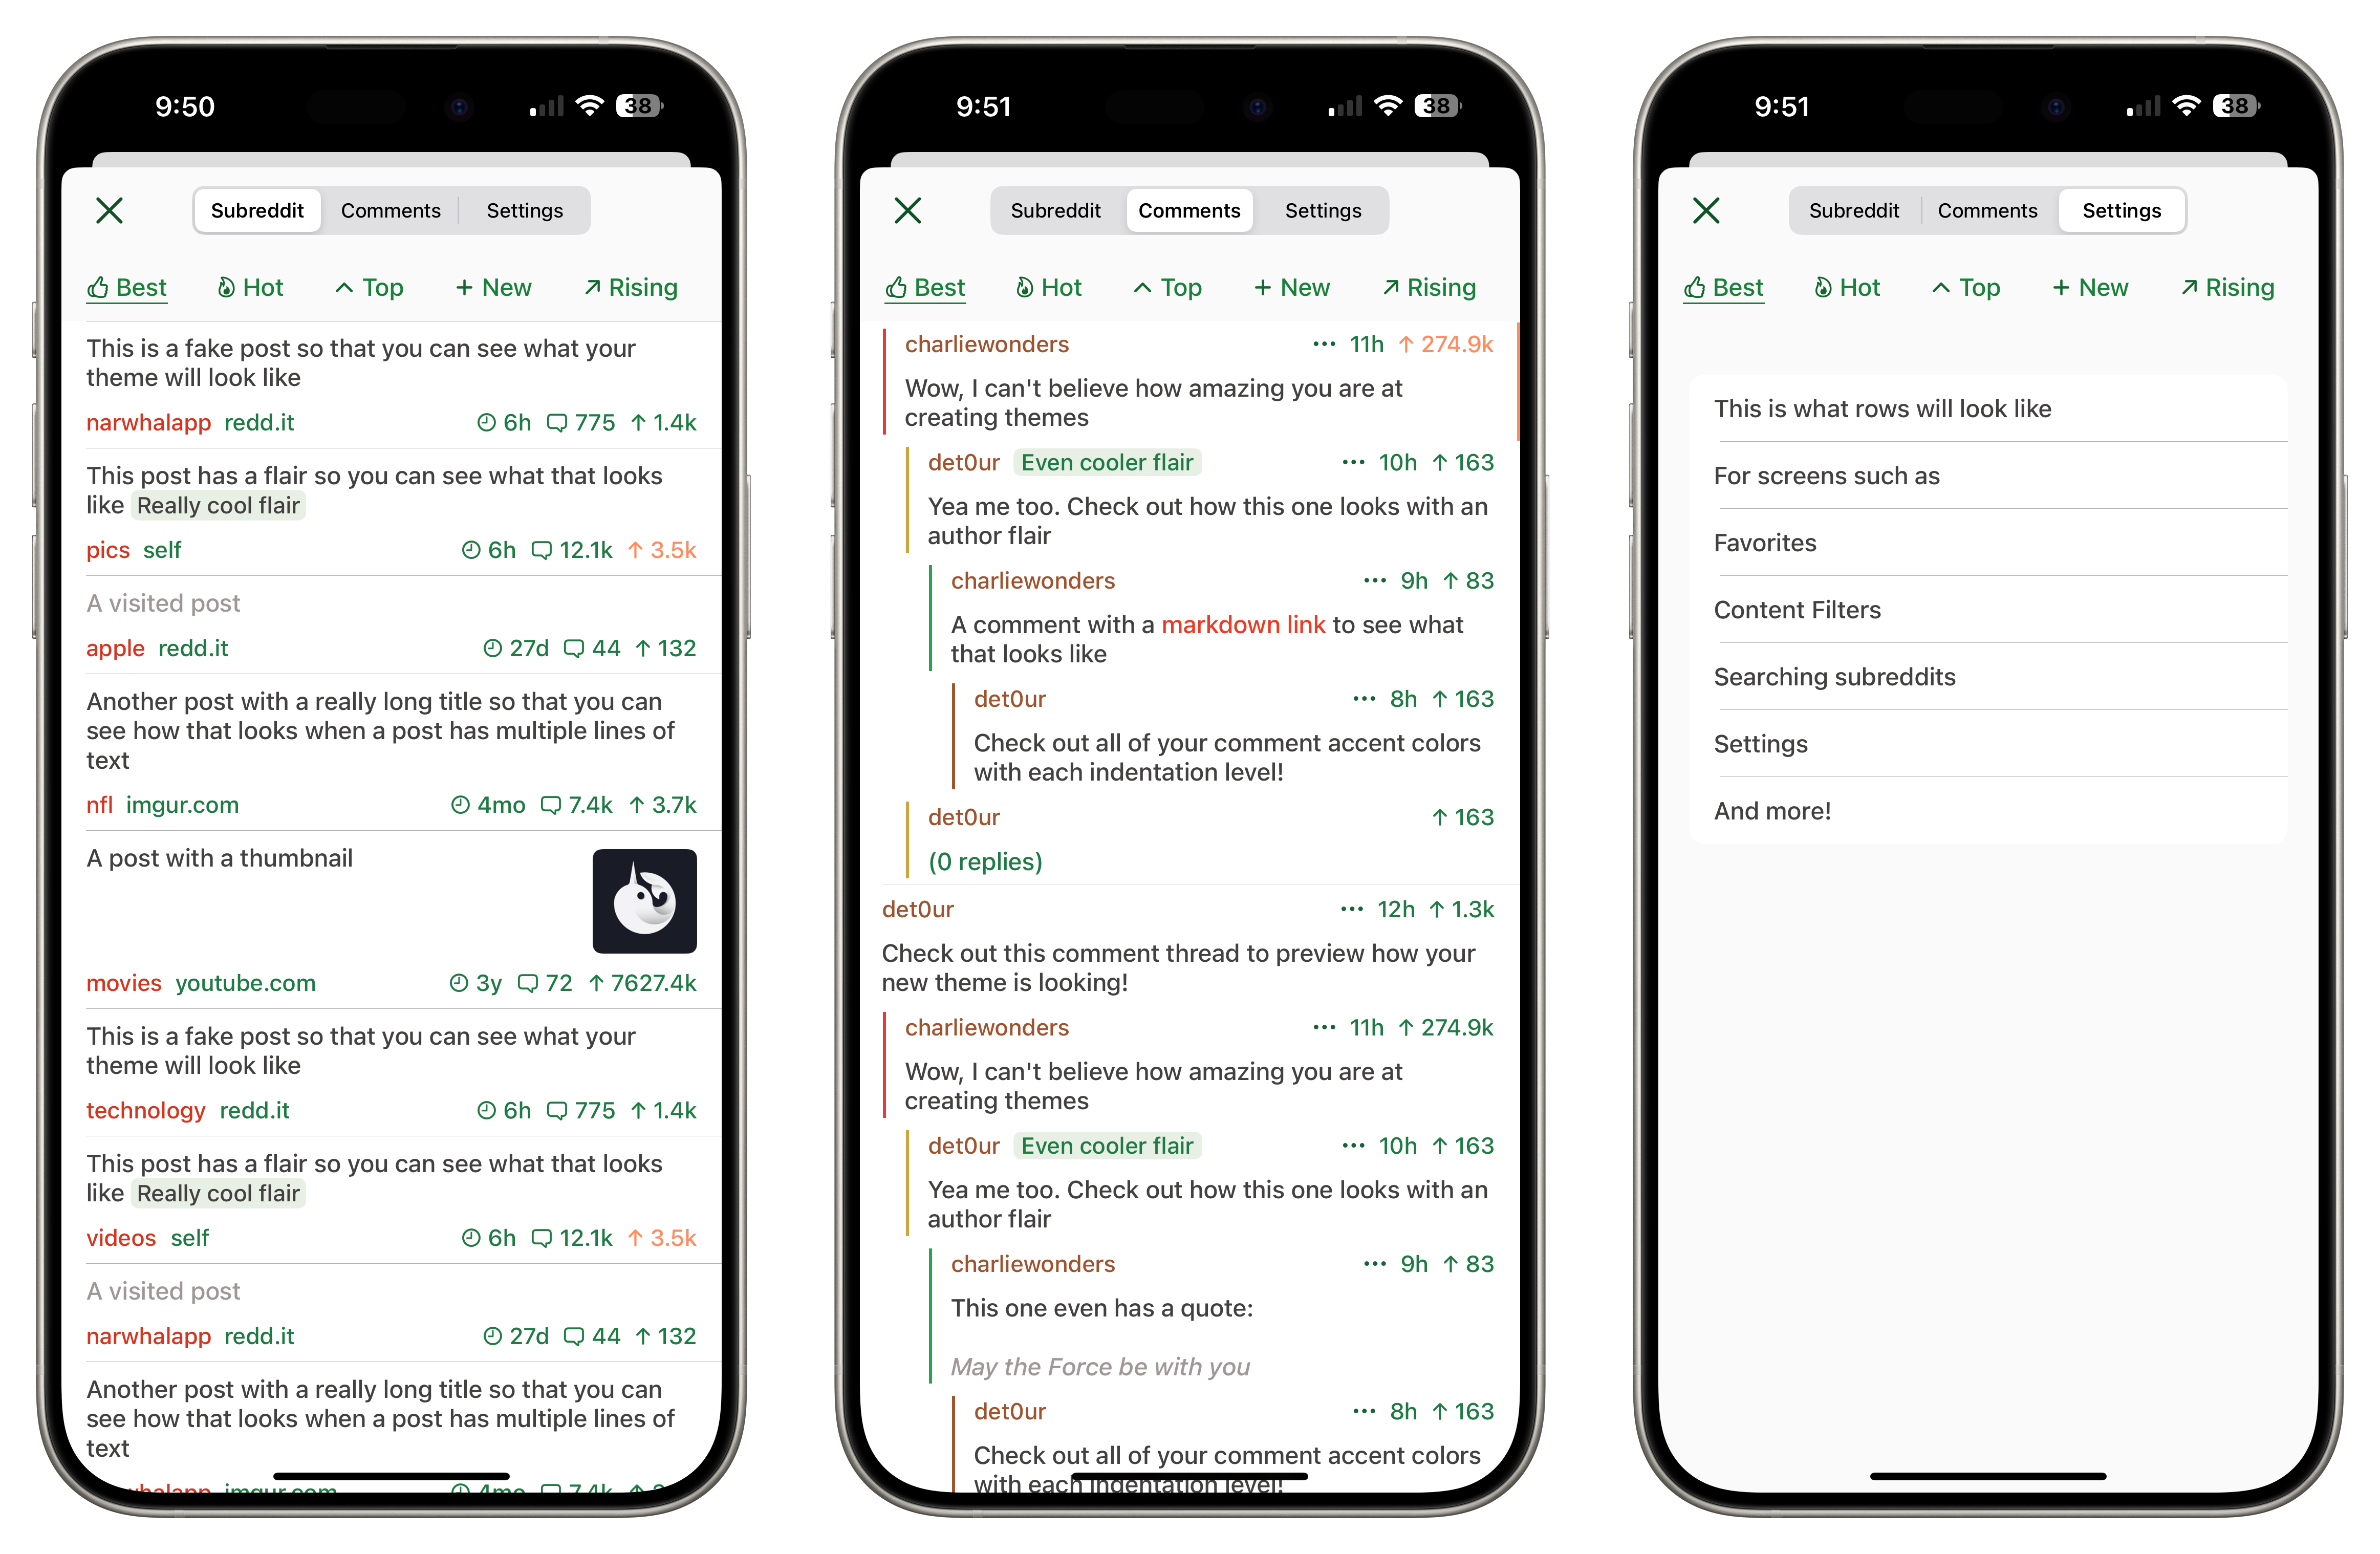 9:50
38
Subreddit Comments Settings
Best Hot Top New Rising
This is a fake post so that you can see what your
theme will look like
narwhalapp redd.it 6h 775 1.4k
This post has a flair so you can see what that looks
like Really cool flair
pics self 6h 12.1k 3.5k
A visited post
apple redd.it 27d 44 132
Another post with a really long title so that you can
see how that looks when a post has multiple lines of
text
nfl imgur.com 4mo 7.4k 3.7k
A post with a thumbnail
movies youtube.com 3y 72 7627.4k
This is a fake post so that you can see what your
theme will look like
technology redd.it 6h 775 1.4k
This post has a flair so you can see what that looks
like Really cool flair
videos self 6h 12.1k 3.5k
A visited post
narwhalapp redd.it 27d 44 132
Another post with a really long title so that you can
see how that looks when a post has multiple lines of
text
imgur.com 4mo 7.4k
9:51
38
Subreddit Comments Settings
Best Hot Top New Rising
charliewonders ••• 11h 274.9k
Wow, I can't believe how amazing you are at
creating themes
det0ur Even cooler flair ••• 10h 163
Yea me too. Check out how this one looks with an
author flair
charliewonders ••• 9h 83
A comment with a markdown link to see what
that looks like
det0ur ••• 8h 163
Check out all of your comment accent colors
with each indentation level!
det0ur 163
(0 replies)
det0ur ••• 12h 1.3k
Check out this comment thread to preview how your
new theme is looking!
charliewonders ••• 11h 274.9k
Wow, I can't believe how amazing you are at
creating themes
det0ur Even cooler flair ••• 10h 163
Yea me too. Check out how this one looks with an
author flair
charliewonders ••• 9h 83
This one even has a quote:
May the Force be with you
det0ur ••• 8h 163
Check out all of your comment accent colors
with each indentation level!
9:51
38
Subreddit Comments Settings
Best Hot Top New Rising
This is what rows will look like
For screens such as
Favorites
Content Filters
Searching subreddits
Settings
And more!